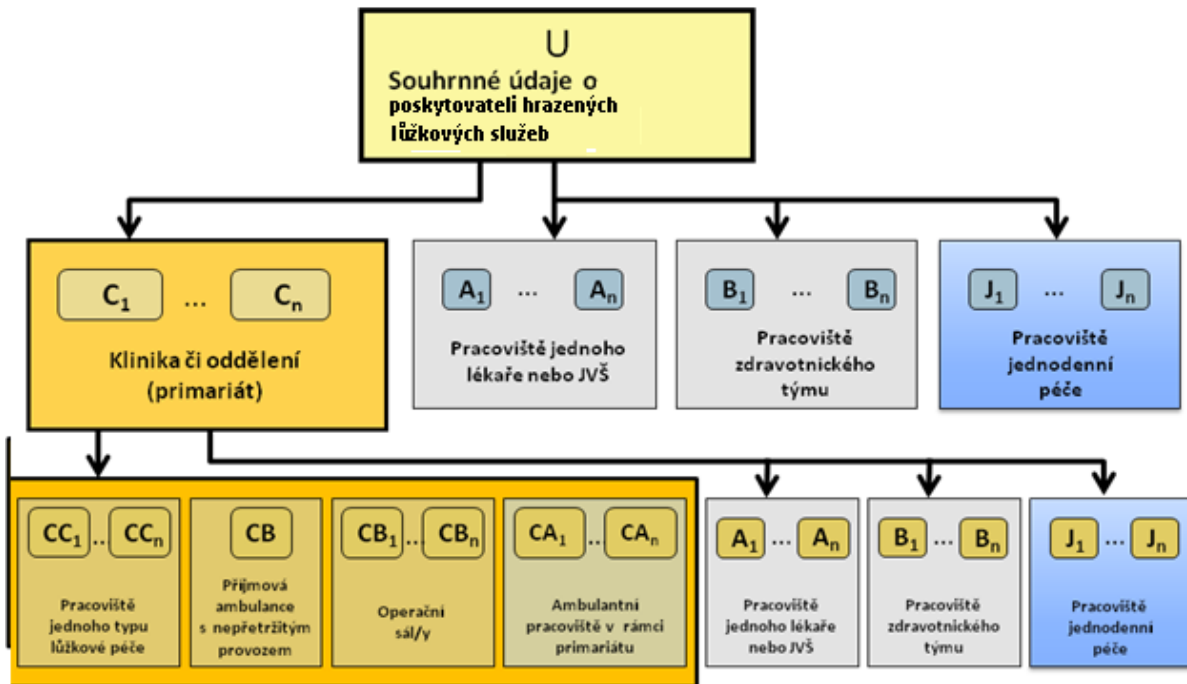 U
Souhrnné údaje o
poskytovateli hrazených
lůžkových služeb
C1 ... Cn
Klinika či oddělení
(primariát)
A1 ... An
Pracoviště jednoho
lékaře nebo JVŠ
B1 ... Bn
Pracoviště
zdravotnického
týmu
J1 ... Jn
Pracoviště
jednodenní
péče
CC1 ... CCn
Pracoviště
jednoho typu
lůžkové péče
CB
Příjmová
ambulance
s nepřetržitým
provozem
CB1 ... CBn
Operační
sál/y
CA1 ... CAn
Ambulantní
pracoviště v rámci
primariátu
A1 ... An
Pracoviště
jednoho lékaře
nebo JVŠ
B1 ... Bn
Pracoviště
zdravotnického
týmu
J1 ... Jn
Pracoviště
jednodenní
péče